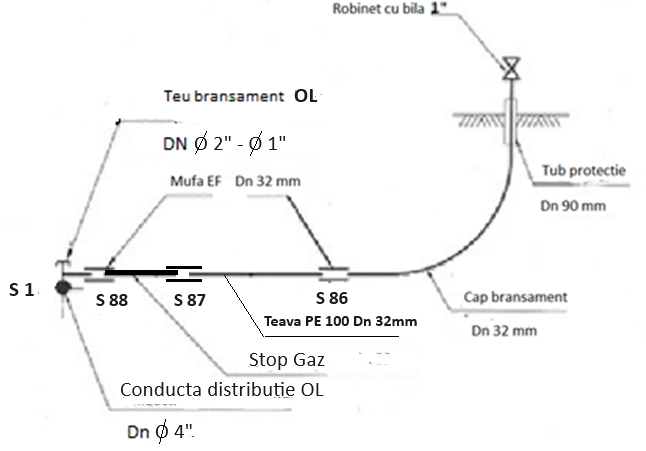 Robinet cu bila 1"
Teu bransament OL
DN Ø 2" - Ø 1"
Mufa EF Dn 32 mm
Tub protectie
Dn 90 mm
S 1
S 88
S 87
S 86
Cap bransament
Dn 32 mm
Teava PE 100 Dn 32mm
Stop Gaz
Conducta distributie OL
Dn Ø 4".